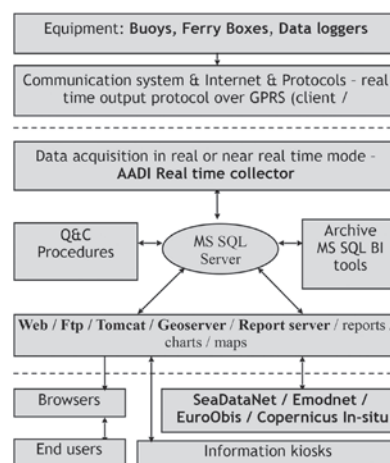 Equipment: Buoys, Ferry Boxes, Data loggers
Communication system & Internet & Protocols – real
time output protocol over GPRS (client /
Data acquisition in real or near real time mode –
AADI Real time collector
Q&C
Procedures
MS SQL
Server
Archive
MS SQL BI
tools
Web / Ftp / Tomcat / Geoserver / Report server / reports /
charts / maps
Browsers
SeaDataNet / Emodnet /
EuroObis / Copernicus In-situ
End users
Information kiosks